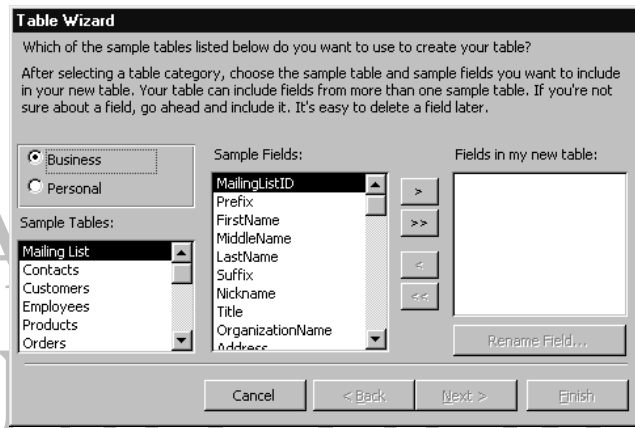 Table Wizard
Which of the sample tables listed below do you want to use to create your table?
After selecting a table category, choose the sample table and sample fields you want to include
in your new table. Your table can include fields from more than one sample table. If you're not
sure about a field, go ahead and include it. It's easy to delete a field later.
Business
Personal
Sample Tables:
Mailing List
Contacts
Customers
Employees
Products
Orders
Sample Fields:
MailingListID
Prefix
FirstName
MiddleName
LastName
Suffix
Nickname
Title
OrganizationName
Address
>
>>
<
<<
Fields in my new table:
Rename Field...
Cancel
< Back
Next >
Finish